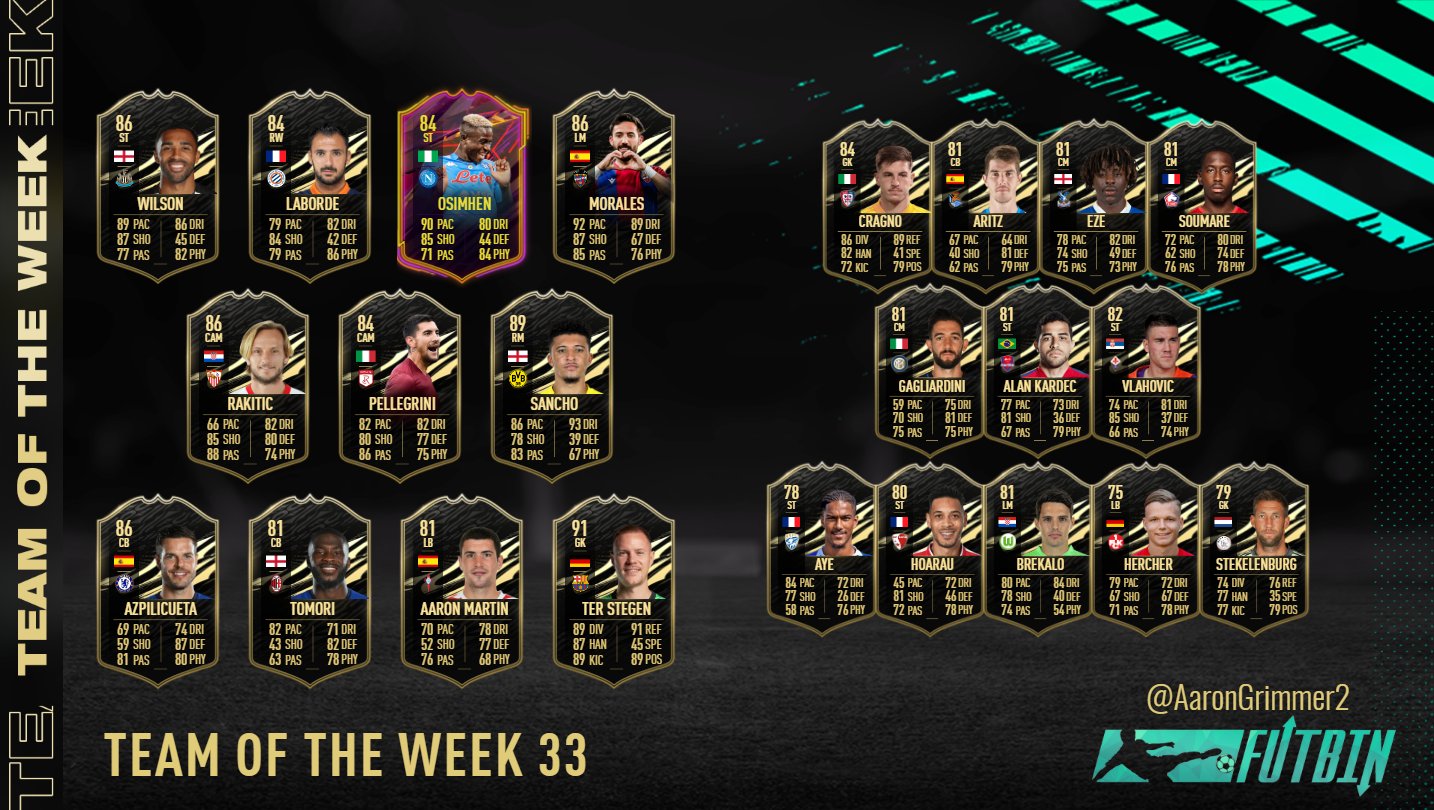 TEAM OF THE WEEK
86
ST
WILSON
89 PAC 86 DRI
87 SHO 45 DEF
77 PAS 82 PHY
84
RW
LABORDE
79 PAC 82 DRI
84 SHO 42 DEF
79 PAS 86 PHY
84
ST
OSIMHEN
90 PAC 80 DRI
85 SHO 44 DEF
71 PAS 84 PHY
86
LM
MORALES
92 PAC 89 DRI
87 SHO 67 DEF
85 PAS 76 PHY
86
CAM
RAKITIC
66 PAC 82 DRI
85 SHO 80 DEF
88 PAS 74 PHY
84
CAM
PELLEGRINI
82 PAC 82 DRI
80 SHO 77 DEF
86 PAS 75 PHY
89
RM
SANCHO
86 PAC 93 DRI
78 SHO 39 DEF
83 PAS 67 PHY
86
CB
AZPILICUETA
69 PAC 74 DRI
59 SHO 87 DEF
81 PAS 80 PHY
81
CB
TOMORI
82 PAC 71 DRI
43 SHO 82 DEF
63 PAS 78 PHY
81
LB
AARON MARTIN
70 PAC 78 DRI
52 SHO 77 DEF
76 PAS 68 PHY
91
GK
TER STEGEN
89 DIV 91 REF
87 HAN 45 SPE
89 KIC 89 POS
84
GK
CRAGNO
86 DIV 89 REF
82 HAN 41 SPE
72 KIC 79 POS
81
CB
ARITZ
67 PAC 64 DRI
40 SHO 81 DEF
62 PAS 79 PHY
81
CM
EZE
78 PAC 82 DRI
74 SHO 49 DEF
75 PAS 73 PHY
81
CM
SOUMARE
72 PAC 80 DRI
62 SHO 74 DEF
76 PAS 78 PHY
81
CM
GAGLIARDINI
59 PAC 75 DRI
70 SHO 81 DEF
75 PAS 75 PHY
81
ST
ALAN KARDEC
77 PAC 73 DRI
81 SHO 36 DEF
67 PAS 79 PHY
82
ST
VLAHOVIC
74 PAC 81 DRI
85 SHO 37 DEF
66 PAS 74 PHY
78
ST
AYE
84 PAC 72 DRI
77 SHO 26 DEF
58 PAS 76 PHY
80
ST
HOARAU
45 PAC 72 DRI
81 SHO 46 DEF
72 PAS 78 PHY
81
LM
BREKALO
80 PAC 84 DRI
78 SHO 40 DEF
74 PAS 54 PHY
75
LB
HERCHER
79 PAC 72 DRI
67 SHO 67 DEF
71 PAS 78 PHY
79
GK
STEKELENBURG
74 DIV 76 REF
77 HAN 35 SPE
77 KIC 79 POS
TEAM OF THE WEEK 33
@AaronGrimmer2
FUTBIN